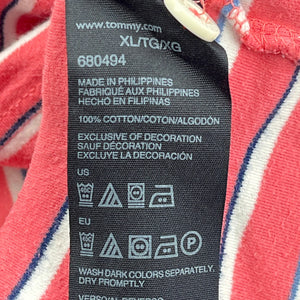 www.tommy.com
XL/TG/XG
680494
MADE IN PHILIPPINES
FABRIQUÉ AUX PHILIPPINES
HECHO EN FILIPINAS
100% COTTON/COTON/ALGODÓN
EXCLUSIVE OF DECORATION
SAUF DÉCORATION
EXCLUYE LA DECORACIÓN
US
EU
WASH DARK COLORS SEPARATELY.
DRY PROMPTLY.